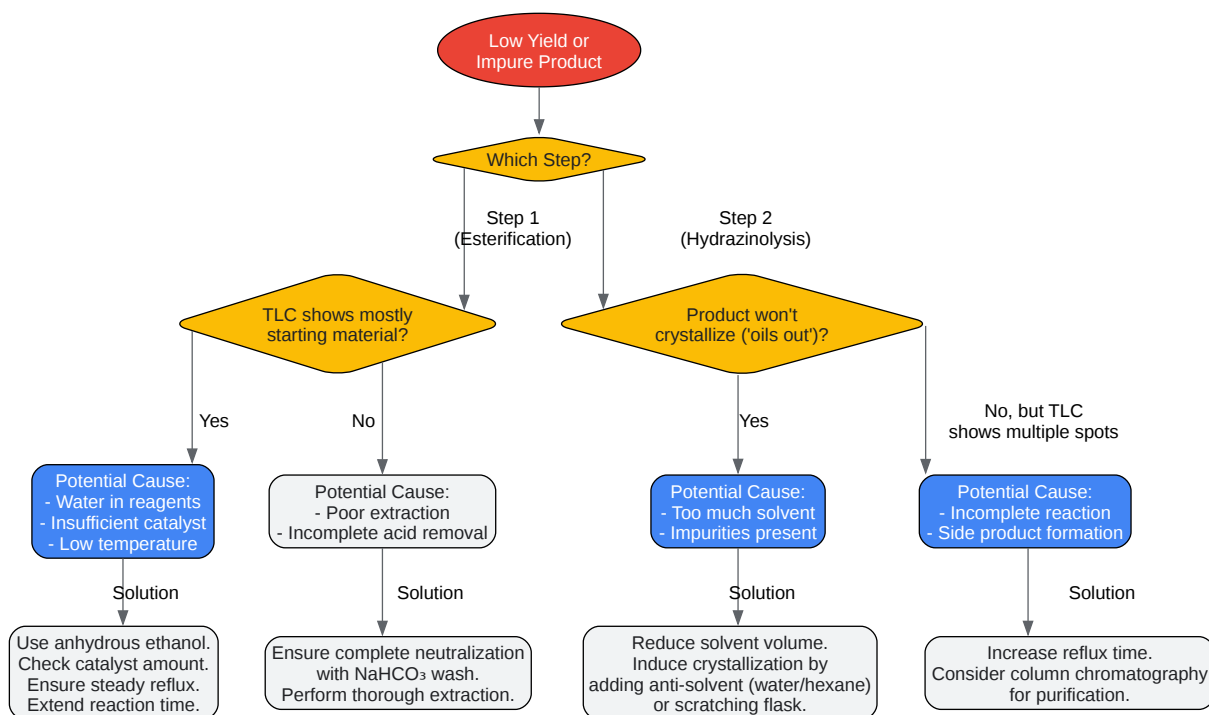 Low Yield or
Impure Product
Which Step?
Step 1
(Esterification)
Step 2
(Hydrazinolysis)
TLC shows mostly
starting material?
Product won't
crystallize ('oils out')?
Yes
No
Yes
No, but TLC
shows multiple spots
Potential Cause:
- Water in reagents
- Insufficient catalyst
- Low temperature
Potential Cause:
- Poor extraction
- Incomplete acid removal
Potential Cause:
- Too much solvent
- Impurities present
Potential Cause:
- Incomplete reaction
- Side product formation
Solution
Solution
Solution
Solution
Use anhydrous ethanol.
Check catalyst amount.
Ensure steady reflux.
Extend reaction time.
Ensure complete neutralization
with NaHCO₃ wash.
Perform thorough extraction.
Reduce solvent volume.
Induce crystallization by
adding anti-solvent (water/hexane)
or scratching flask.
Increase reflux time.
Consider column chromatography
for purification.